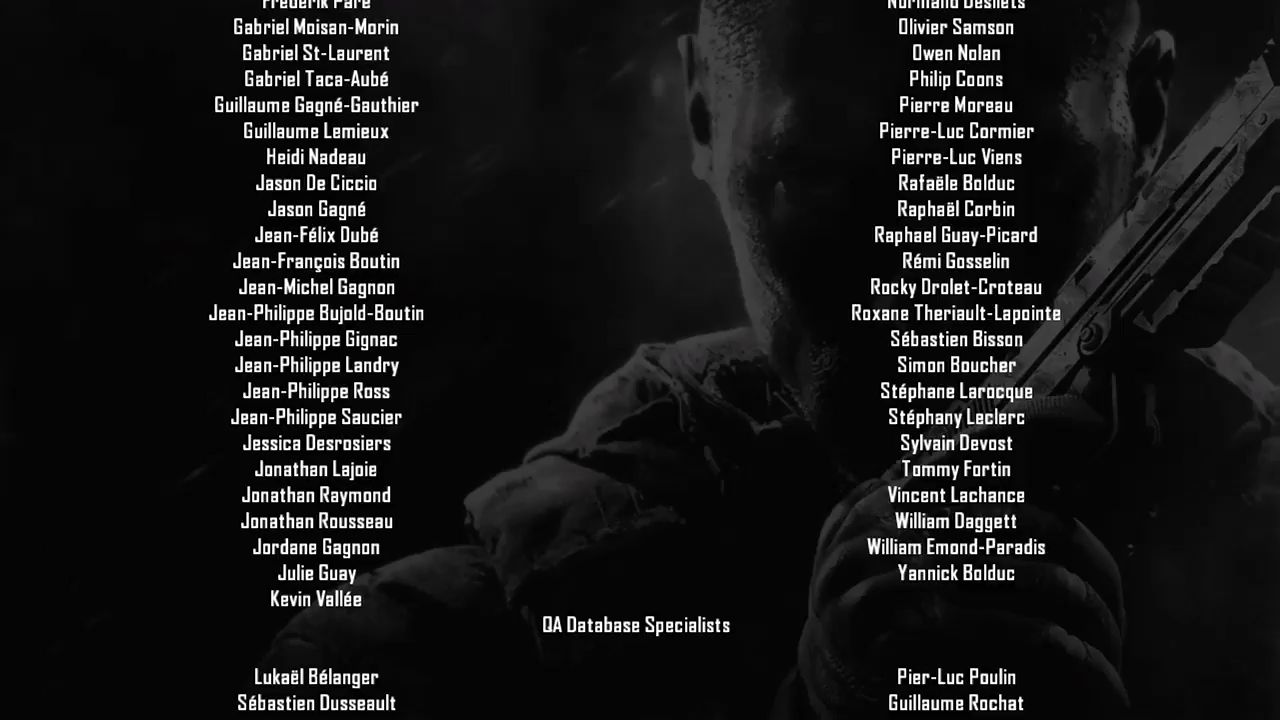 Frederik Paré
Gabriel Moisan-Morin
Gabriel St-Laurent
Gabriel Taca-Aubé
Guillaume Gagné-Gauthier
Guillaume Lemieux
Heidi Nadeau
Jason De Ciccio
Jason Gagné
Jean-Félix Dubé
Jean-François Boutin
Jean-Michel Gagnon
Jean-Philippe Bujold-Boutin
Jean-Philippe Gignac
Jean-Philippe Landry
Jean-Philippe Ross
Jean-Philippe Saucier
Jessica Desrosiers
Jonathan Lajoie
Jonathan Raymond
Jonathan Rousseau
Jordane Gagnon
Julie Guay
Kevin Vallée
Normand Desnets
Olivier Samson
Owen Nolan
Philip Coons
Pierre Moreau
Pierre-Luc Cormier
Pierre-Luc Viens
Rafaële Bolduc
Raphaël Corbin
Raphael Guay-Picard
Rémi Gosselin
Rocky Drolet-Croteau
Roxane Theriault-Lapointe
Sébastien Bisson
Simon Boucher
Stéphane Larocque
Stéphany Leclerc
Sylvain Devost
Tommy Fortin
Vincent Lachance
William Daggett
William Emond-Paradis
Yannick Bolduc
QA Database Specialists
Lukaël Bélanger
Sébastien Dusseault
Pier-Luc Poulin
Guillaume Rochat